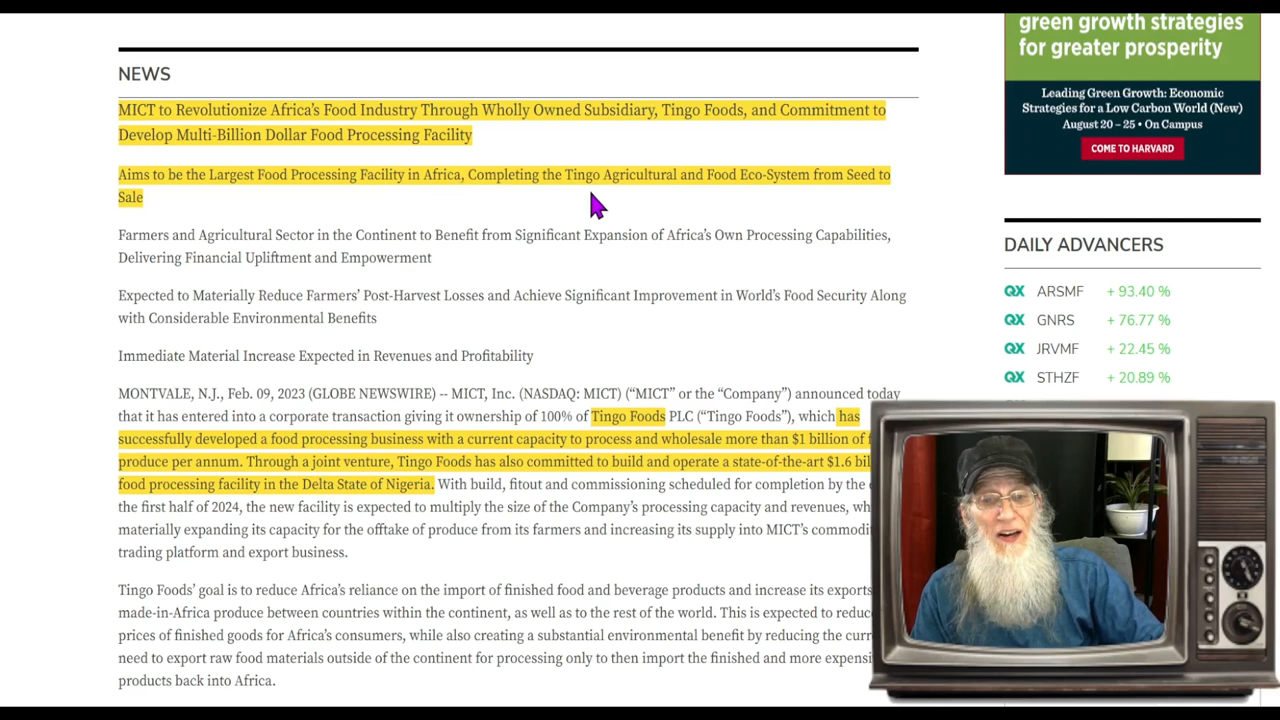 green growth strategies
for greater prosperity
Leading Green Growth: Economic
Strategies for a Low Carbon World (New)
August 20 – 25 • On Campus
COME TO HARVARD
NEWS
MICT to Revolutionize Africa's Food Industry Through Wholly Owned Subsidiary, Tingo Foods, and Commitment to
Develop Multi-Billion Dollar Food Processing Facility
Aims to be the Largest Food Processing Facility in Africa, Completing the Tingo Agricultural and Food Eco-System from Seed to
Sale
Farmers and Agricultural Sector in the Continent to Benefit from Significant Expansion of Africa's Own Processing Capabilities,
Delivering Financial Upliftment and Empowerment
Expected to Materially Reduce Farmers' Post-Harvest Losses and Achieve Significant Improvement in World's Food Security Along
with Considerable Environmental Benefits
Immediate Material Increase Expected in Revenues and Profitability
MONTVALE, N.J., Feb. 09, 2023 (GLOBE NEWSWIRE) -- MICT, Inc. (NASDAQ: MICT) (“MICT” or the “Company”) announced today
that it has entered into a corporate transaction giving it ownership of 100% of Tingo Foods PLC (“Tingo Foods”), which has
successfully developed a food processing business with a current capacity to process and wholesale more than $1 billion of
produce per annum. Through a joint venture, Tingo Foods has also committed to build and operate a state-of-the-art $1.6
food processing facility in the Delta State of Nigeria. With build, fitout and commissioning scheduled for completion by the
the first half of 2024, the new facility is expected to multiply the size of the Company's processing capacity and revenues,
materially expanding its capacity for the offtake of produce from its farmers and increasing its supply into MICT's
trading platform and export business.
Tingo Foods' goal is to reduce Africa's reliance on the import of finished food and beverage products and increase its exports
made-in-Africa produce between countries within the continent, as well as to the rest of the world. This is expected to
prices of finished goods for Africa's consumers, while also creating a substantial environmental benefit by reducing the
need to export raw food materials outside of the continent for processing only to then import the finished and more
products back into Africa.
DAILY ADVANCERS
QX ARSMF + 93.40 %
QX GNRS + 76.77 %
QX JRVMF + 22.45 %
QX STHZF + 20.89 %